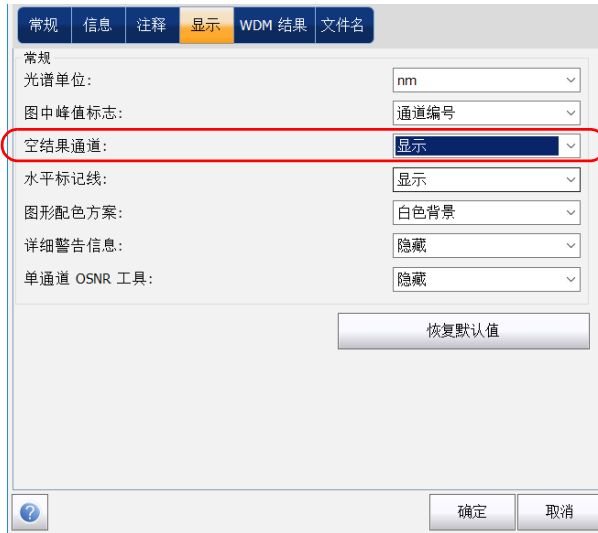 常规 信息 注释 显示 WDM 结果 文件名
常规
光谱单位: nm
图中峰值标志: 通道编号
空结果通道: 显示
水平标记线: 显示
图形配色方案: 白色背景
详细警告信息: 隐藏
单通道 OSNR 工具: 隐藏
恢复默认值
? 确定 取消